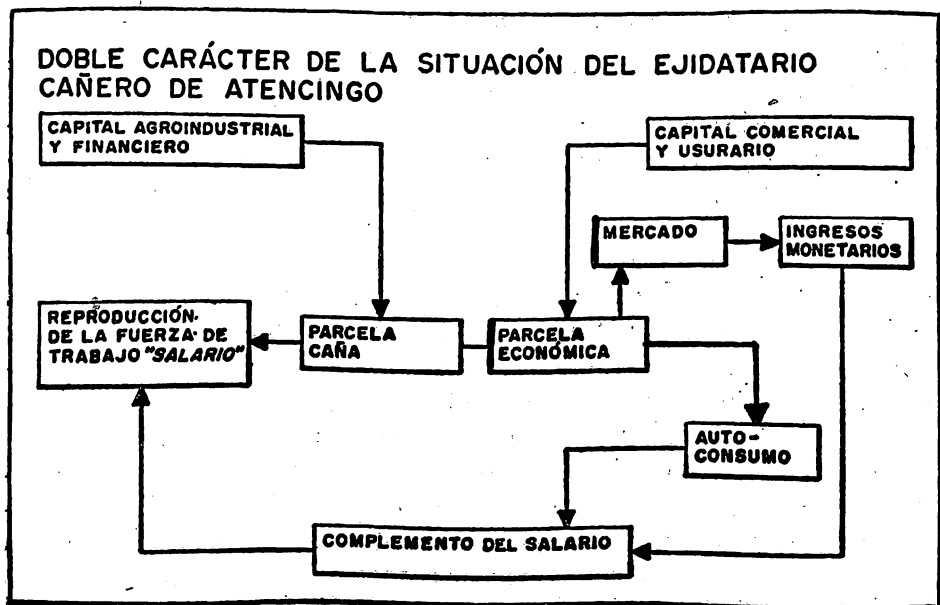 DOBLE CARÁCTER DE LA SITUACIÓN DEL EJIDATARIO
CAÑERO DE ATENCINGO
CAPITAL AGROINDUSTRIAL
Y FINANCIERO
CAPITAL COMERCIAL
Y USURARIO
MERCADO
INGRESOS
MONETARIOS
REPRODUCCIÓN
DE LA FUERZA DE
TRABAJO "SALARIO"
PARCELA
CAÑA
PARCELA
ECONÓMICA
AUTO-
CONSUMO
COMPLEMENTO DEL SALARIO